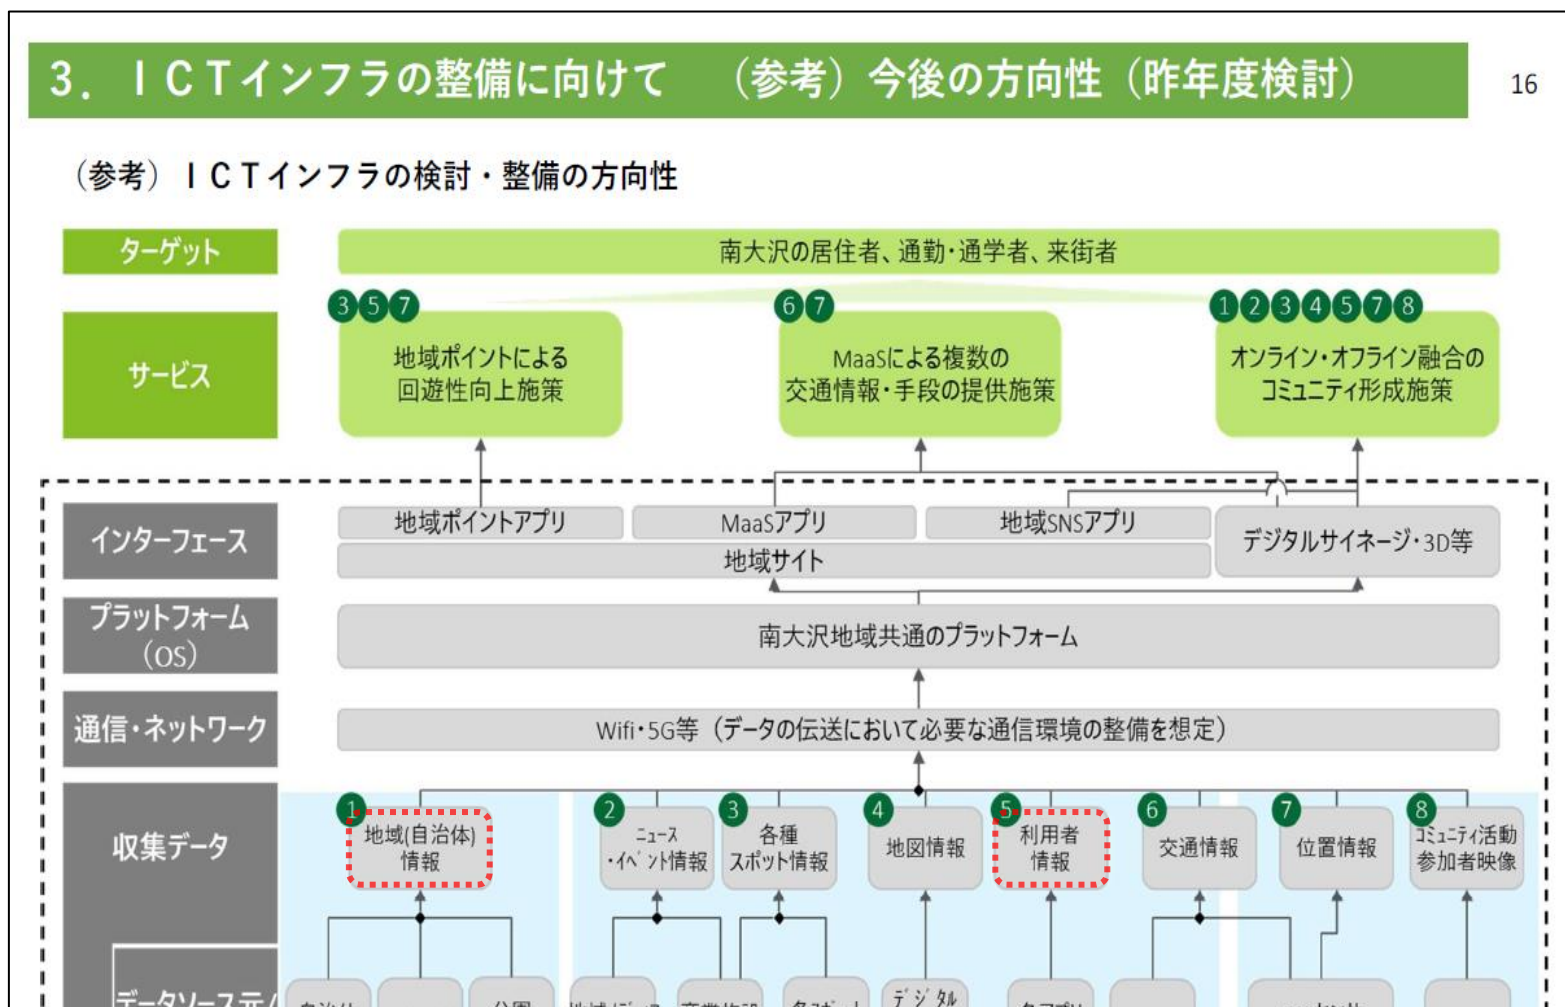 3．ＩＣＴインフラの整備に向けて　（参考）今後の方向性（昨年度検討）
16
（参考）ＩＣＴインフラの検討・整備の方向性
ターゲット
南大沢の居住者、通勤・通学者、来街者
サービス
3 5 7
地域ポイントによる
回遊性向上施策
6 7
MaaSによる複数の
交通情報・手段の提供施策
1 2 3 4 5 7 8
オンライン・オフライン融合の
コミュニティ形成施策
インターフェース
地域ポイントアプリ
MaaSアプリ
地域SNSアプリ
地域サイト
デジタルサイネージ・3D等
プラットフォーム
（OS）
南大沢地域共通のプラットフォーム
通信・ネットワーク
Wifi・5G等（データの伝送において必要な通信環境の整備を想定）
収集データ
1
地域(自治体)
情報
2
ニュース
・イベント情報
3
各種
スポット情報
4
地図情報
5
利用者
情報
6
交通情報
7
位置情報
8
コミュニティ活動
参加者映像
デジタル